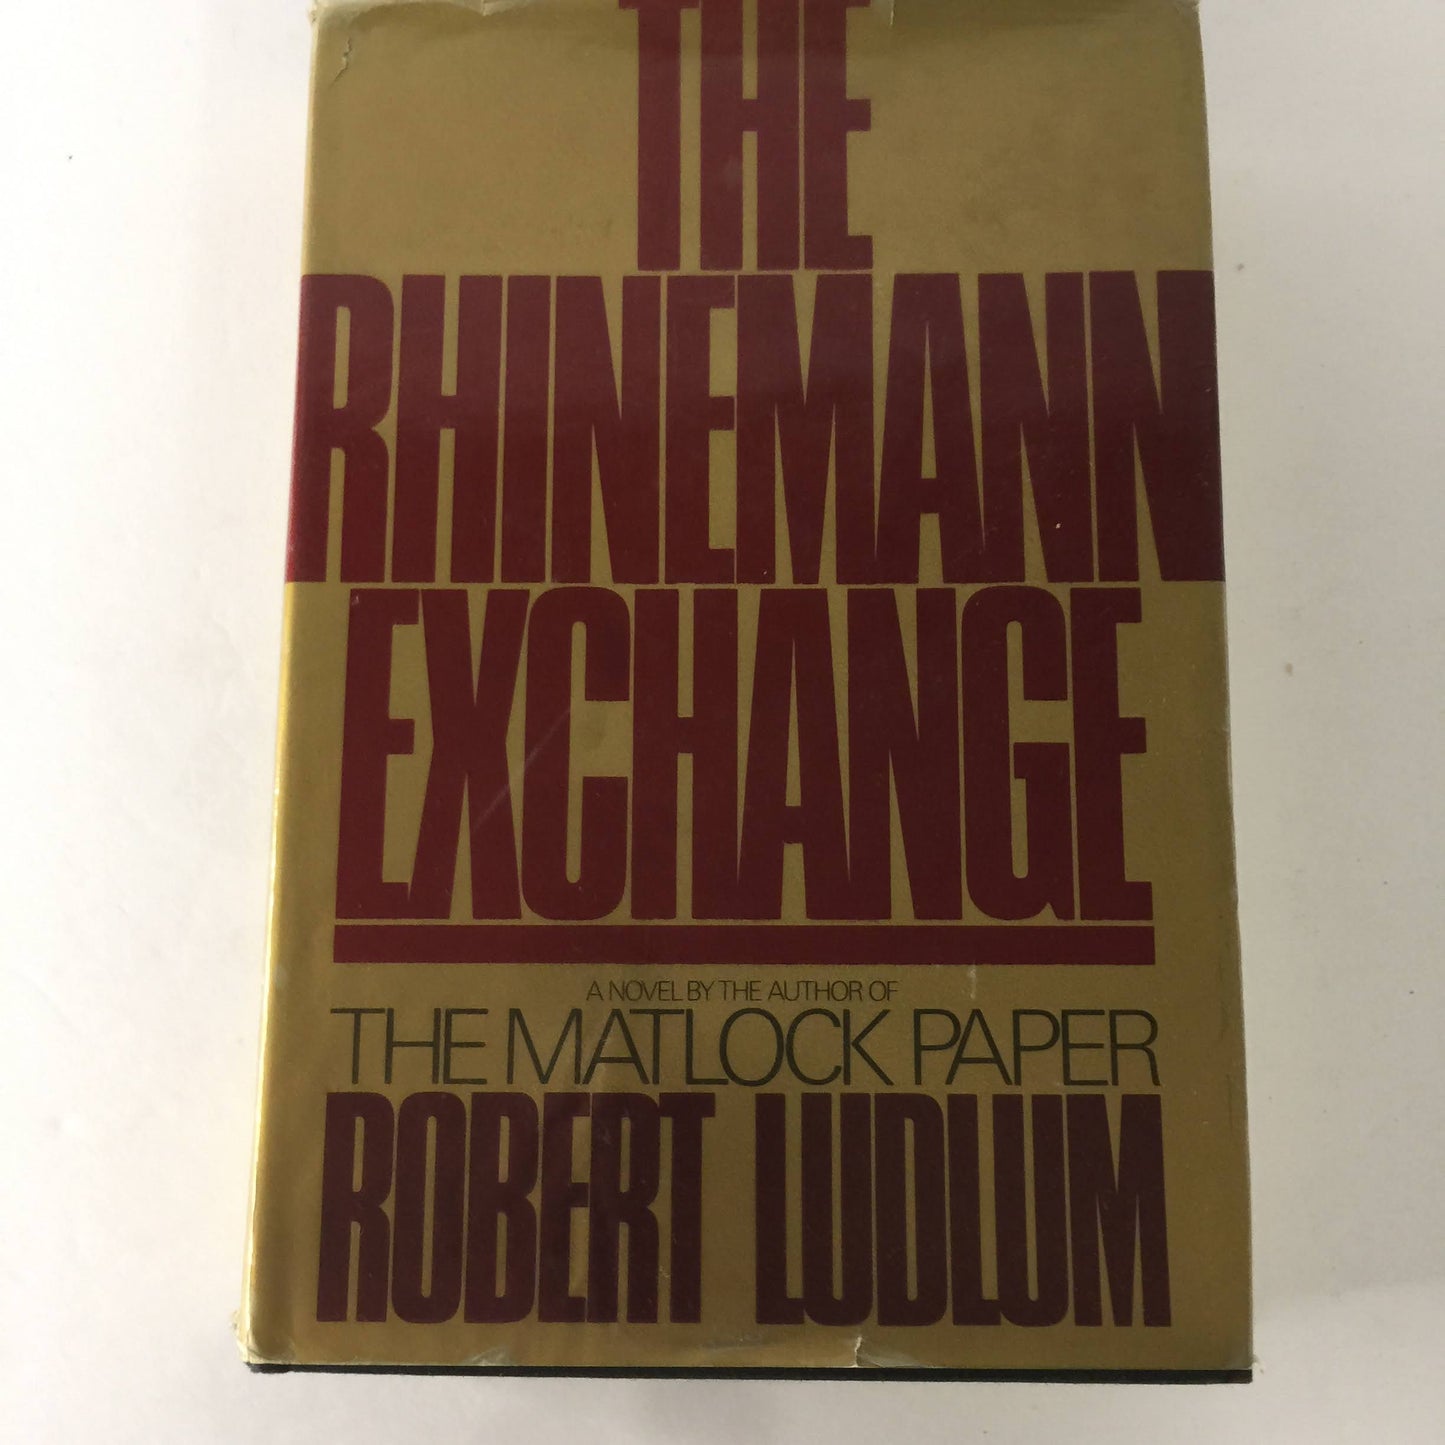 THE
RHINEMANN
EXCHANGE
A NOVEL BY THE AUTHOR OF
THE MATLOCK PAPER
ROBERT LUDLUM